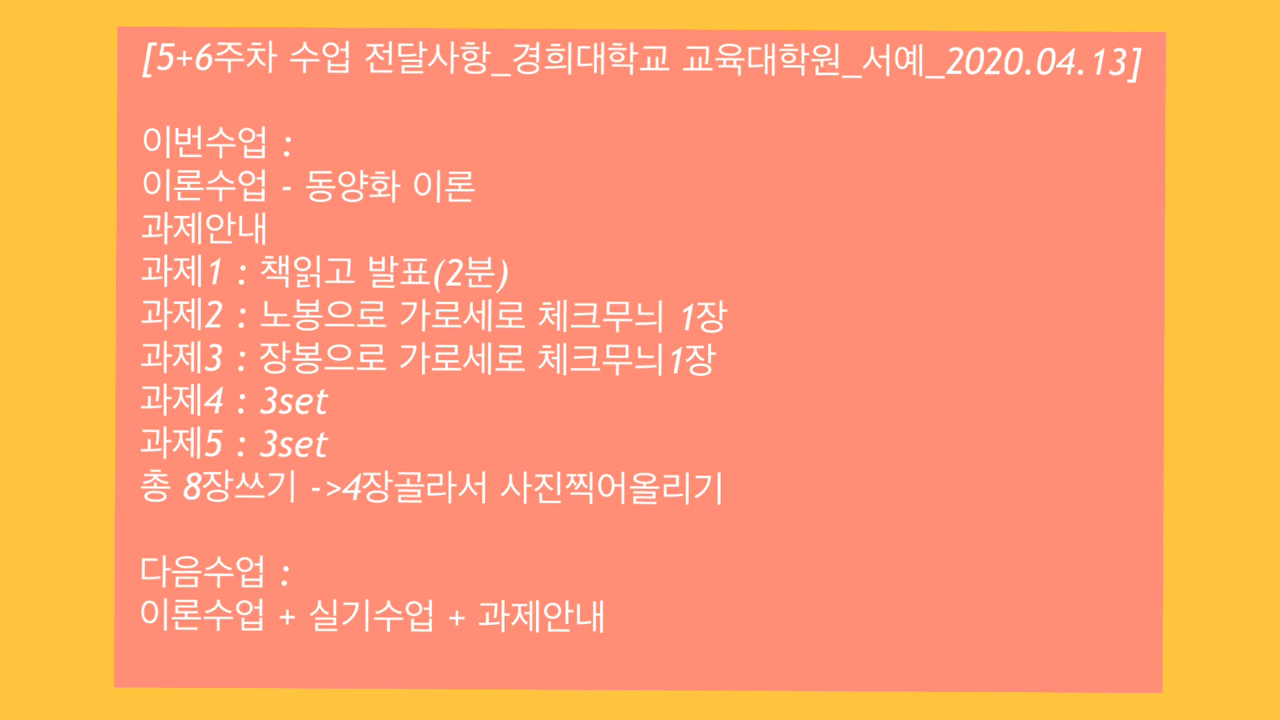 [5+6주차 수업 전달사항_경희대학교 교육대학원_서예_2020.04.13]
이번수업 :
이론수업 - 동양화 이론
과제안내
과제1 : 책읽고 발표(2분)
과제2 : 노봉으로 가로세로 체크무늬 1장
과제3 : 장봉으로 가로세로 체크무늬1장
과제4 : 3set
과제5 : 3set
총 8장쓰기 ->4장골라서 사진찍어올리기
다음수업 :
이론수업 + 실기수업 + 과제안내